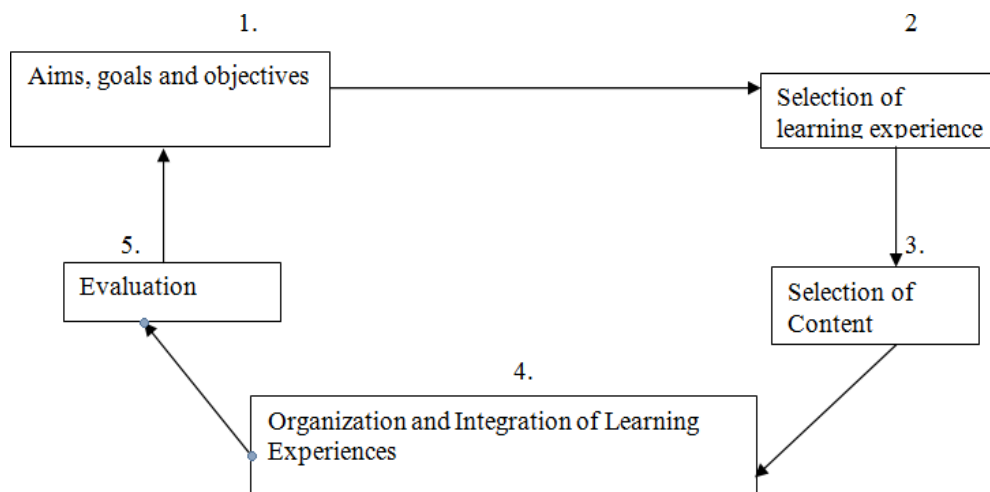 1.
2
Aims, goals and objectives
Selection of
learning experience
5.
3.
Evaluation
Selection of
Content
4.
Organization and Integration of Learning
Experiences